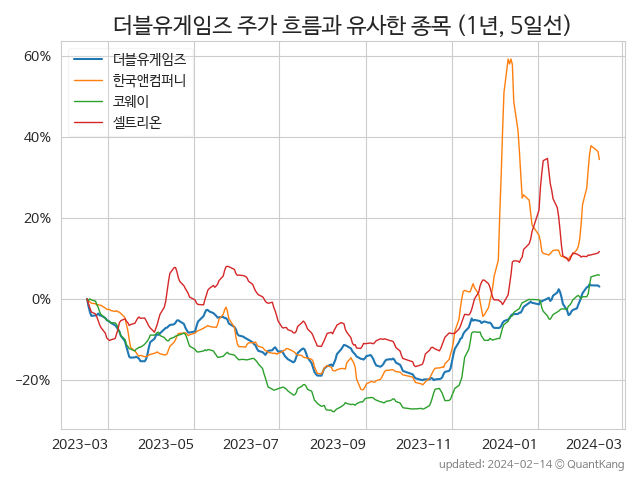 더블유게임즈 주가 흐름과 유사한 종목 (1년, 5일선)
60%
40%
20%
0%
−20%
더블유게임즈
한국앤컴퍼니
코웨이
셀트리온
2023-03 2023-05 2023-07 2023-09 2023-11 2024-01 2024-03
updated: 2024-02-14 @ QuantKang